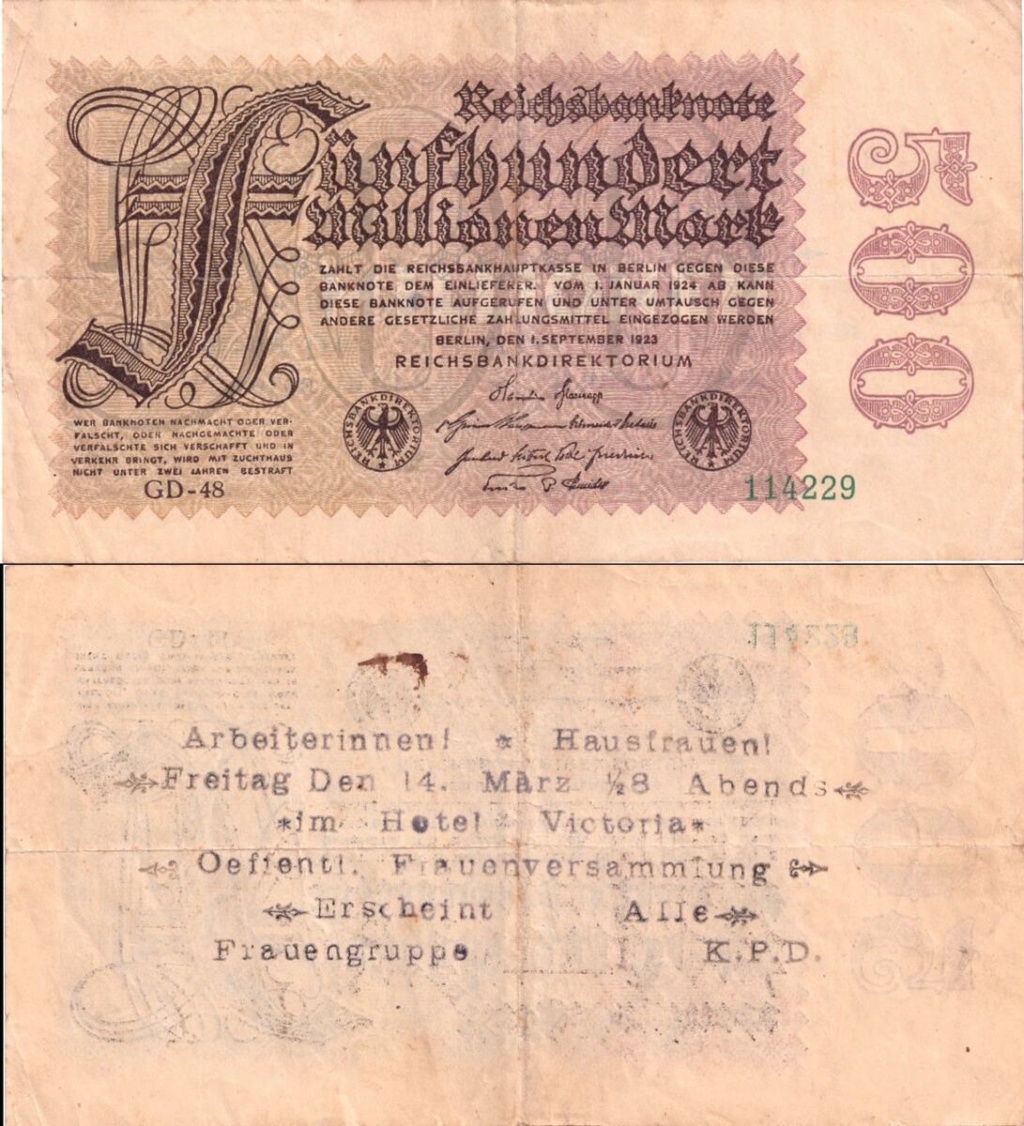 Reichsbanknote
Fünfhundert
Millionen Mark
ZAHLT DIE REICHSBANKHAUPTKASSE IN BERLIN GEGEN DIESE
BANKNOTE DEM EINLIEFERER. VOM 1. JANUAR 1924 AB KANN
DIESE BANKNOTE AUFGERUFEN UND UNTER UMTAUSCH GEGEN
ANDERE GESETZLICHE ZAHLUNGSMITTEL EINGEZOGEN WERDEN
BERLIN, DEN 1. SEPTEMBER 1923
REICHSBANKDIREKTORIUM
WER BANKNOTEN NACHMACHT ODER VER-
FÄLSCHT, ODER NACHGEMACHTE ODER
VERFÄLSCHTE SICH VERSCHAFFT UND IN
VERKEHR BRINGT, WIRD MIT ZUCHTHAUS
NICHT UNTER ZWEI JAHREN BESTRAFT
GD-48
REICHSBANKDIREKTORIUM
REICHSBANKDIREKTORIUM
114229
500
Arbeiterinnen! * Hausfrauen!
Freitag Den 14. März ½8 Abends
*im Hotel Victoria*
Oeffentl. Frauenversammlung
Erscheint Alle
Frauengruppe K.P.D.